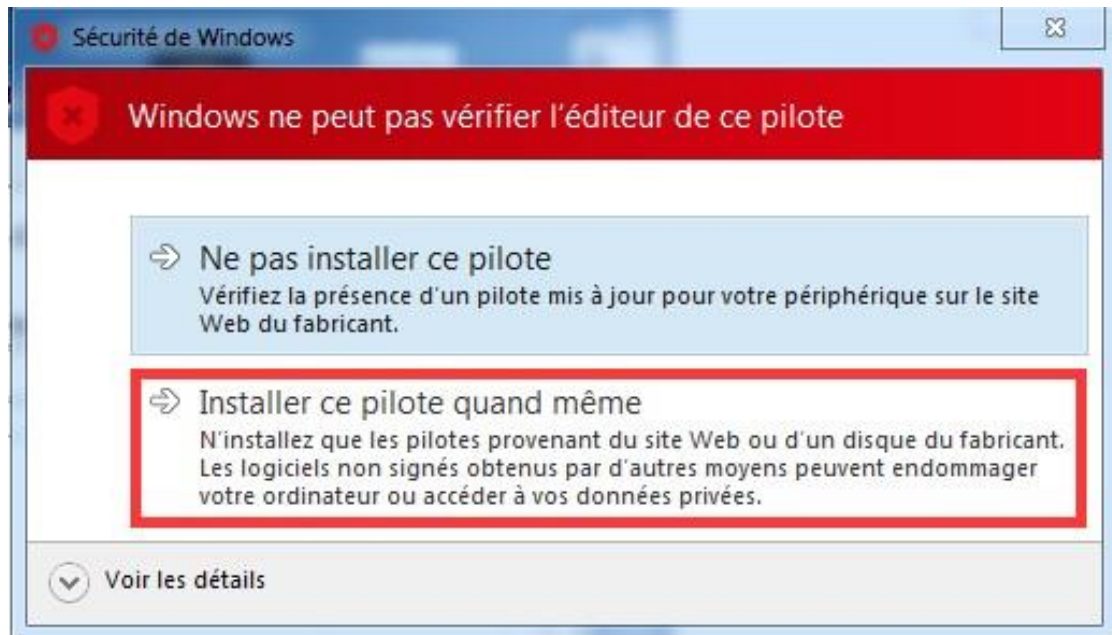 Sécurité de Windows
Windows ne peut pas vérifier l'éditeur de ce pilote
Ne pas installer ce pilote
Vérifiez la présence d'un pilote mis à jour pour votre périphérique sur le site
Web du fabricant.
Installer ce pilote quand même
N'installez que les pilotes provenant du site Web ou d'un disque du fabricant.
Les logiciels non signés obtenus par d'autres moyens peuvent endommager
votre ordinateur ou accéder à vos données privées.
Voir les détails